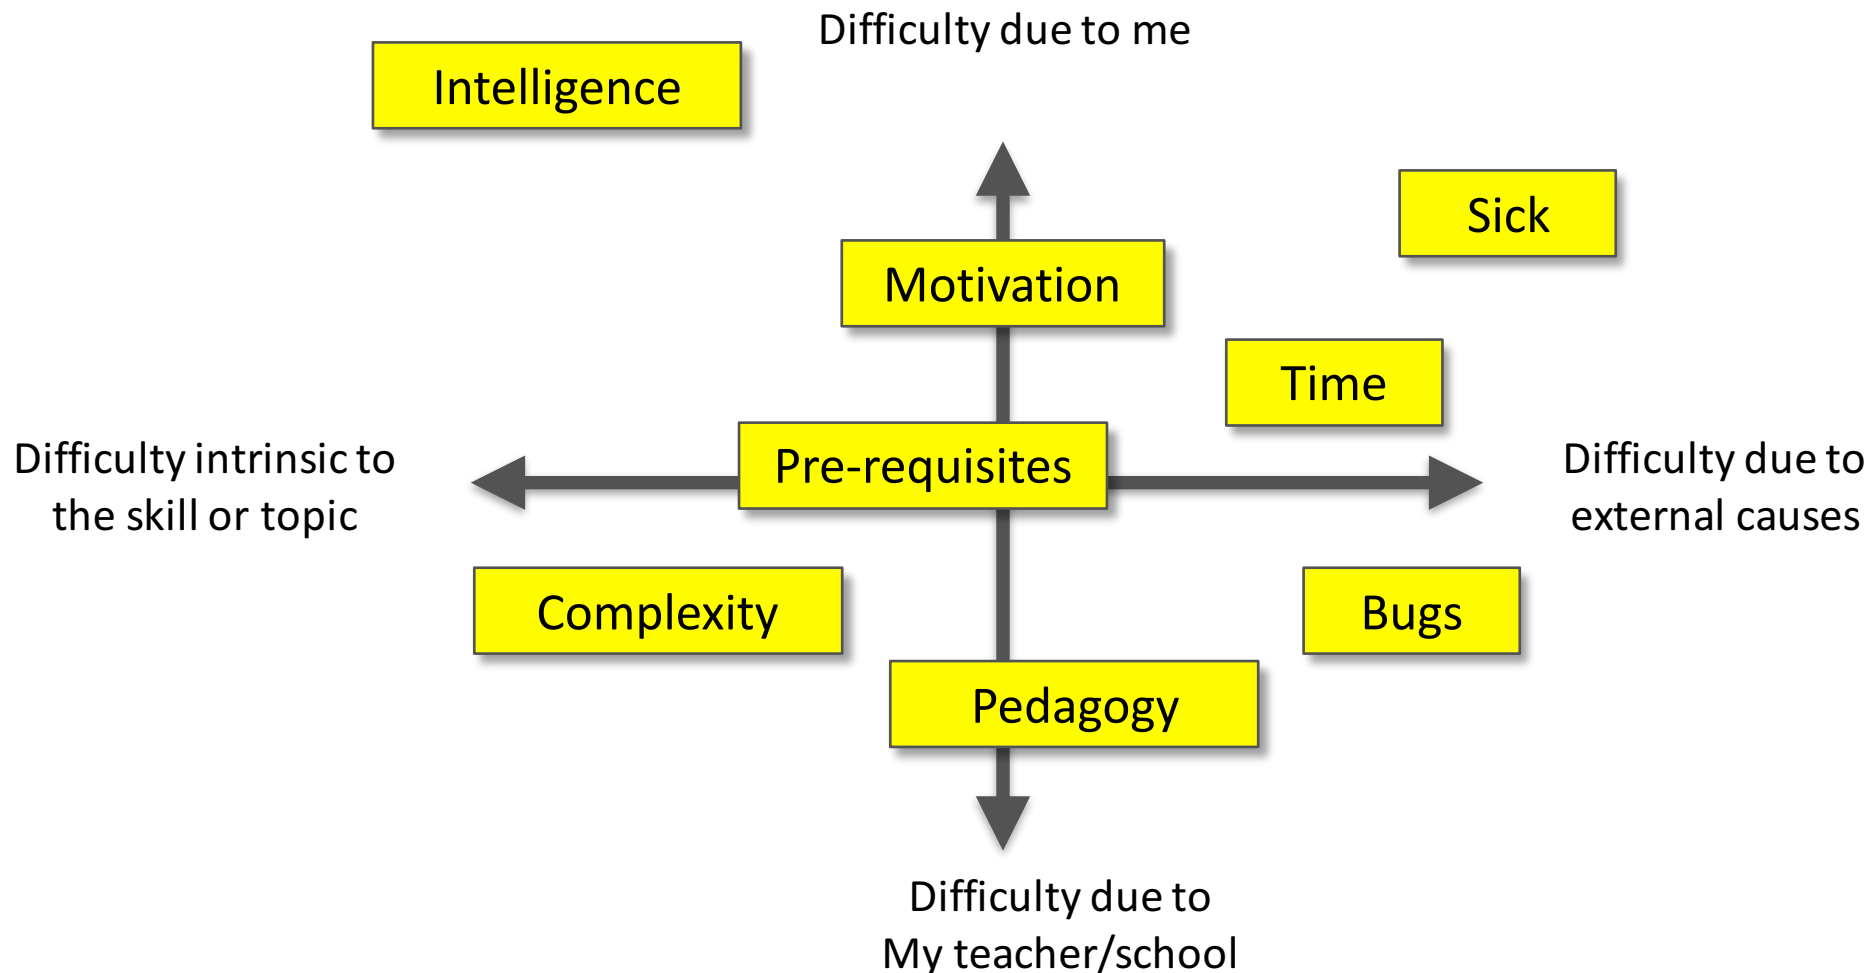 Difficulty due to me
Intelligence
Sick
Motivation
Time
Pre-requisites
Difficulty intrinsic to
the skill or topic
Difficulty due to
external causes
Complexity
Bugs
Pedagogy
Difficulty due to
My teacher/school